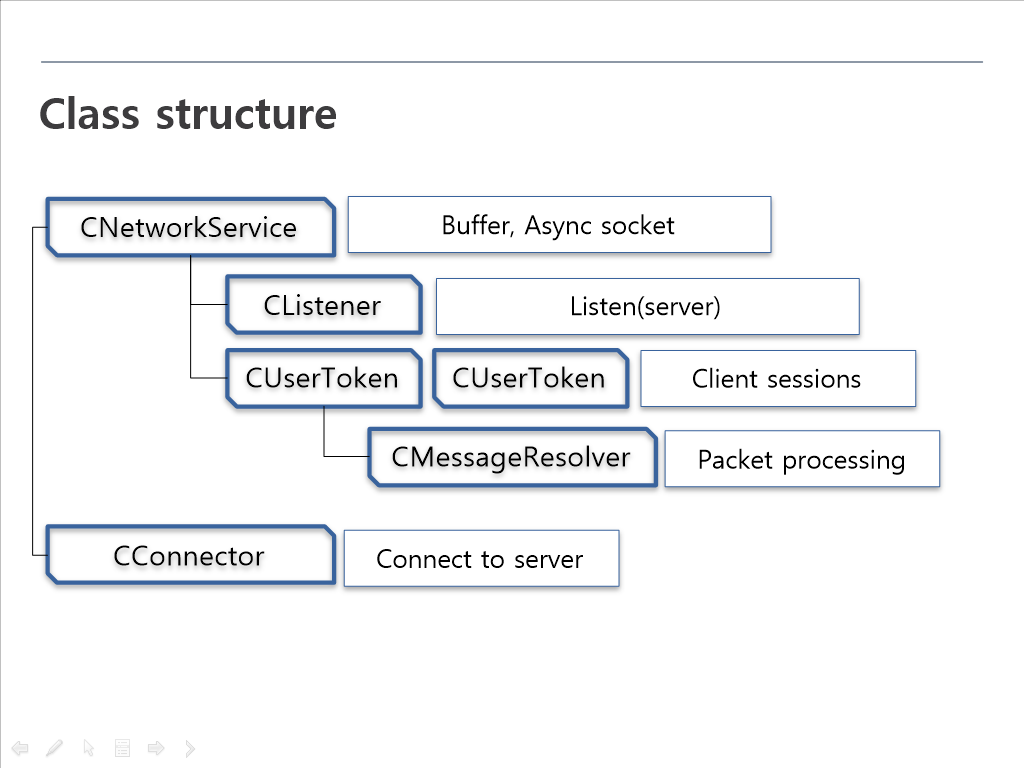 Class structure
CNetworkService
Buffer, Async socket
CListener
Listen(server)
CUserToken
CUserToken
Client sessions
CMessageResolver
Packet processing
CConnector
Connect to server